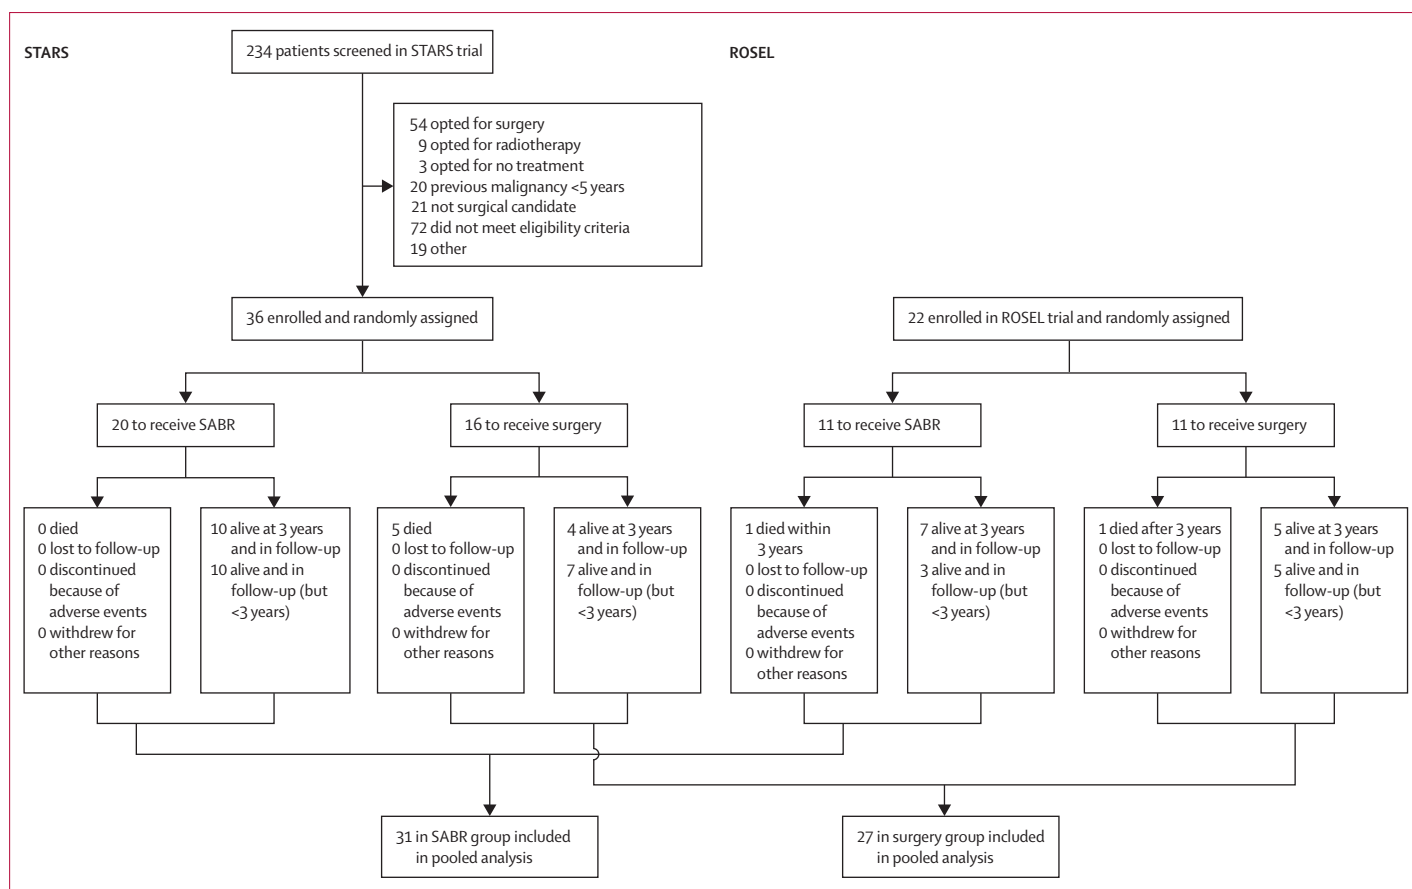 STARS
234 patients screened in STARS trial
ROSEL
54 opted for surgery
9 opted for radiotherapy
3 opted for no treatment
20 previous malignancy <5 years
21 not surgical candidate
72 did not meet eligibility criteria
19 other
36 enrolled and randomly assigned
22 enrolled in ROSEL trial and randomly assigned
20 to receive SABR
16 to receive surgery
11 to receive SABR
11 to receive surgery
0 died
0 lost to follow-up
0 discontinued
because of
adverse events
0 withdrew for
other reasons
10 alive at 3 years
and in follow-up
10 alive and in
follow-up (but
<3 years)
5 died
0 lost to follow-up
0 discontinued
because of
adverse events
0 withdrew for
other reasons
4 alive at 3 years
and in follow-up
7 alive and in
follow-up (but
<3 years)
1 died within
3 years
0 lost to follow-up
0 discontinued
because of
adverse events
0 withdrew for
other reasons
7 alive at 3 years
and in follow-up
3 alive and in
follow-up (but
<3 years)
1 died after 3 years
0 lost to follow-up
0 discontinued
because of
adverse events
0 withdrew for
other reasons
5 alive at 3 years
and in follow-up
5 alive and in
follow-up (but
<3 years)
31 in SABR group included
in pooled analysis
27 in surgery group included
in pooled analysis